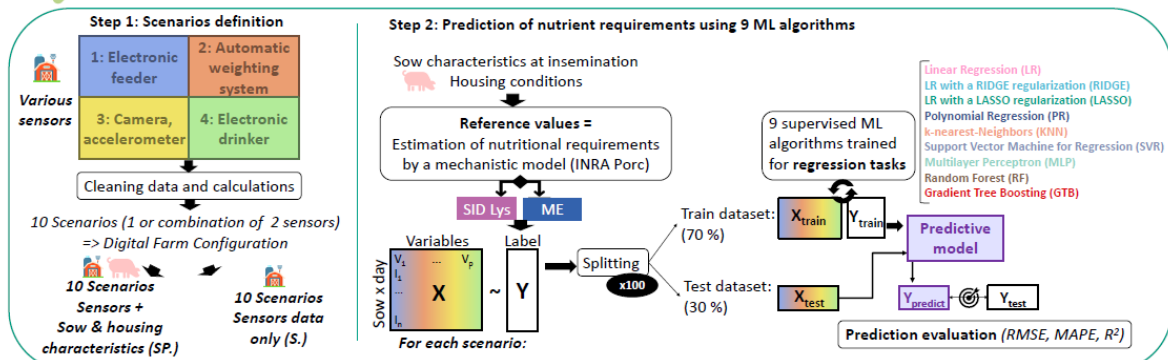 Step 1: Scenarios definition
1: Electronic feeder
2: Automatic weighting system
3: Camera, accelerometer
4: Electronic drinker
Various sensors
Cleaning data and calculations
10 Scenarios (1 or combination of 2 sensors)
=> Digital Farm Configuration
10 Scenarios
Sensors +
Sow & housing
characteristics (SP.)
10 Scenarios
Sensors data
only (S.)
Step 2: Prediction of nutrient requirements using 9 ML algorithms
Sow characteristics at insemination
Housing conditions
Reference values =
Estimation of nutritional requirements
by a mechanistic model (INRA Porc)
SID Lys
ME
Variables
Label
V1 ... Vp
I1
...
In
X
~
Y
Sow x day
For each scenario:
Splitting
x100
Train dataset:
(70 %)
Test dataset:
(30 %)
9 supervised ML
algorithms trained
for regression tasks
Xtrain
Ytrain
Xtest
Predictive
model
Ypredict
Ytest
Prediction evaluation (RMSE, MAPE, R²)
Linear Regression (LR)
LR with a RIDGE regularization (RIDGE)
LR with a LASSO regularization (LASSO)
Polynomial Regression (PR)
k-nearest-Neighbors (KNN)
Support Vector Machine for Regression (SVR)
Multilayer Perceptron (MLP)
Random Forest (RF)
Gradient Tree Boosting (GTB)